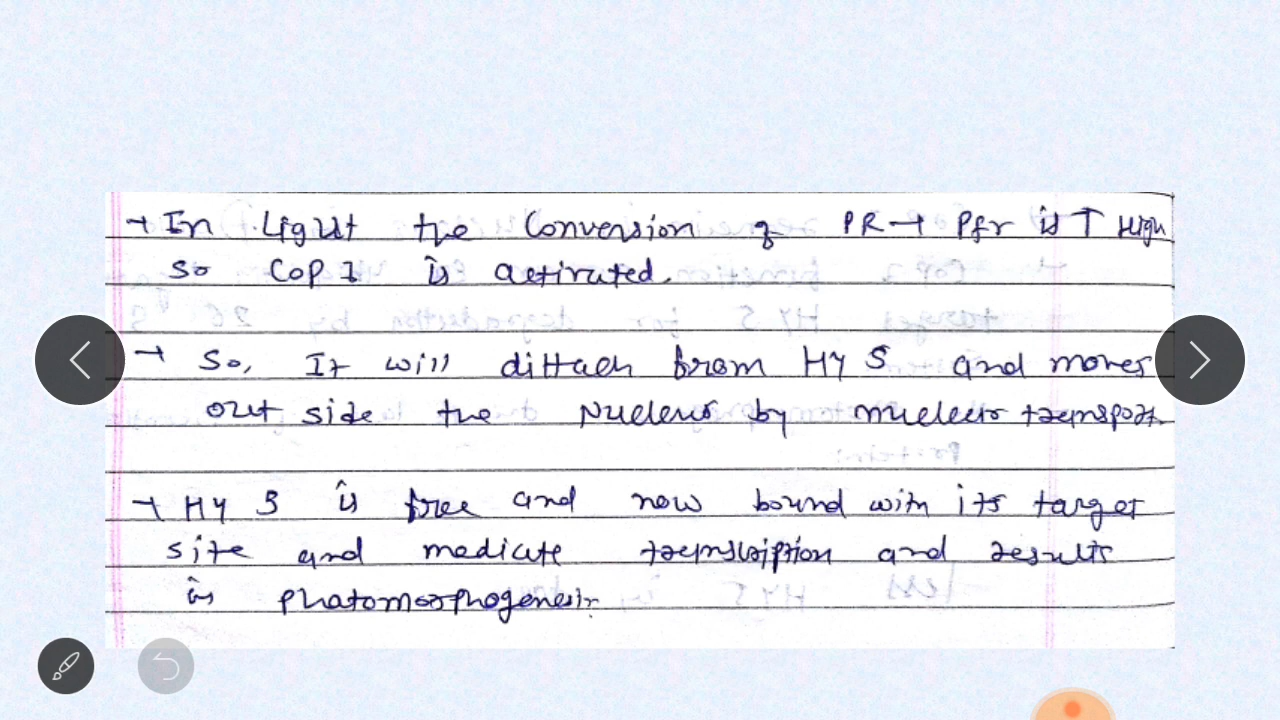 → In Light the Conversion of PR → Pfr is ↑ High
so COP 1 is activated.
→ So, It will dittach from HY 5 and moves
out side the Nucleus by nucleo transport.
→ HY 5 is free and now bound with its target
site and mediate transcription and results
in photomorphogenesis.